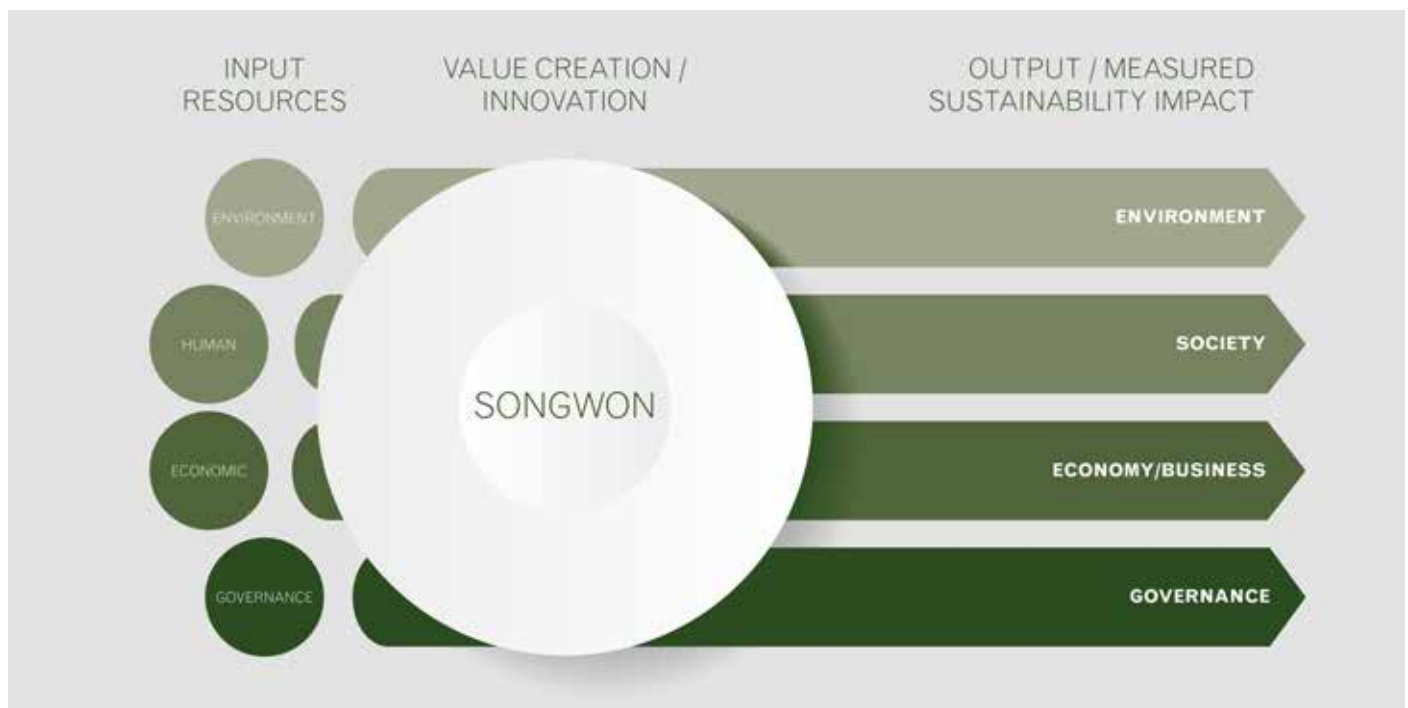 INPUT
RESOURCES
VALUE CREATION /
INNOVATION
OUTPUT / MEASURED
SUSTAINABILITY IMPACT
ENVIRONMENT
ENVIRONMENT
HUMAN
SOCIETY
SONGWON
ECONOMIC
ECONOMY/BUSINESS
GOVERNANCE
GOVERNANCE